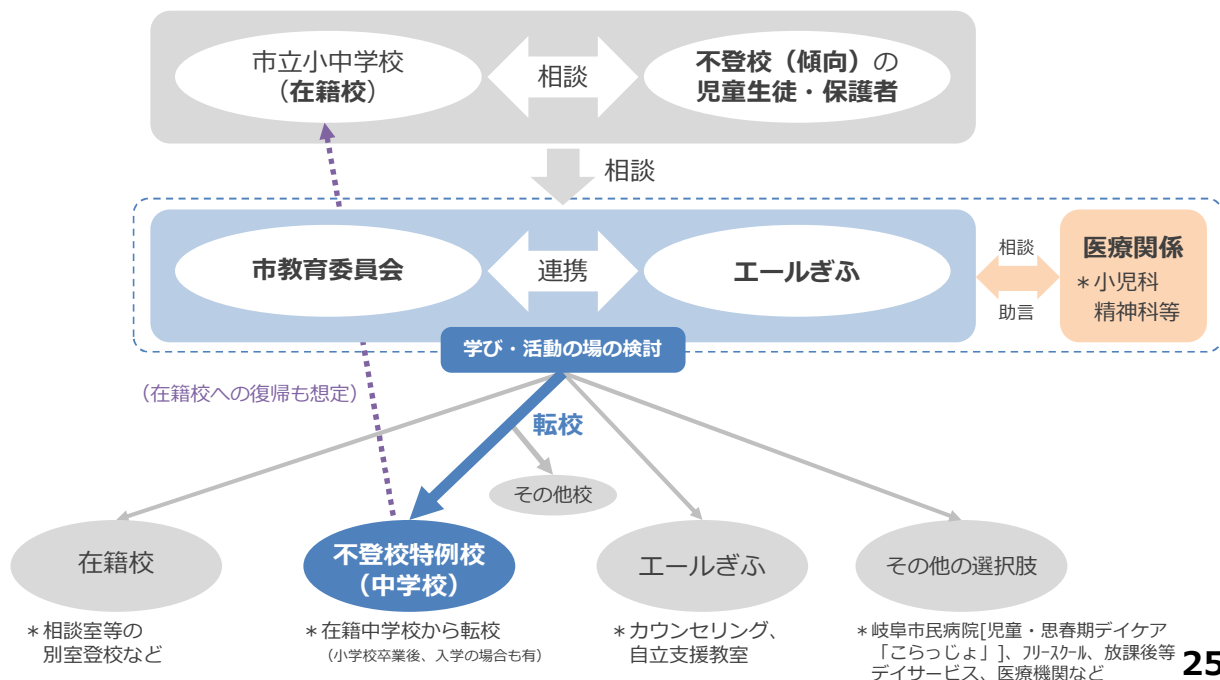 市立小中学校
（在籍校）
相談
不登校（傾向）の
児童生徒・保護者
相談
市教育委員会
連携
エールぎふ
相談
助言
医療関係
＊小児科
精神科等
学び・活動の場の検討
（在籍校への復帰も想定）
転校
その他校
在籍校
＊相談室等の
別室登校など
不登校特例校
（中学校）
＊在籍中学校から転校
（小学校卒業後、入学の場合も有）
エールぎふ
＊カウンセリング、
自立支援教室
その他の選択肢
＊岐阜市民病院[児童・思春期デイケア
「こらっじょ」]、ﾌﾘｰｽｸｰﾙ、放課後等
デイサービス、医療機関など
25